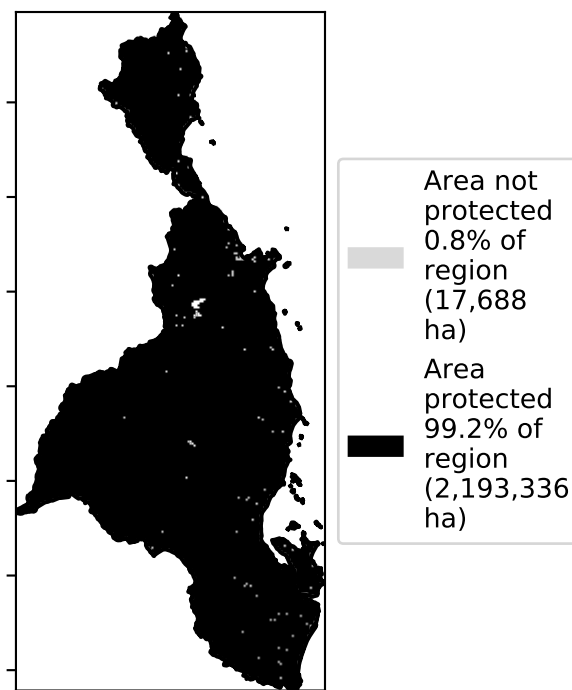 Area not
protected
0.8% of
region
(17,688
ha)
Area
protected
99.2% of
region
(2,193,336
ha)